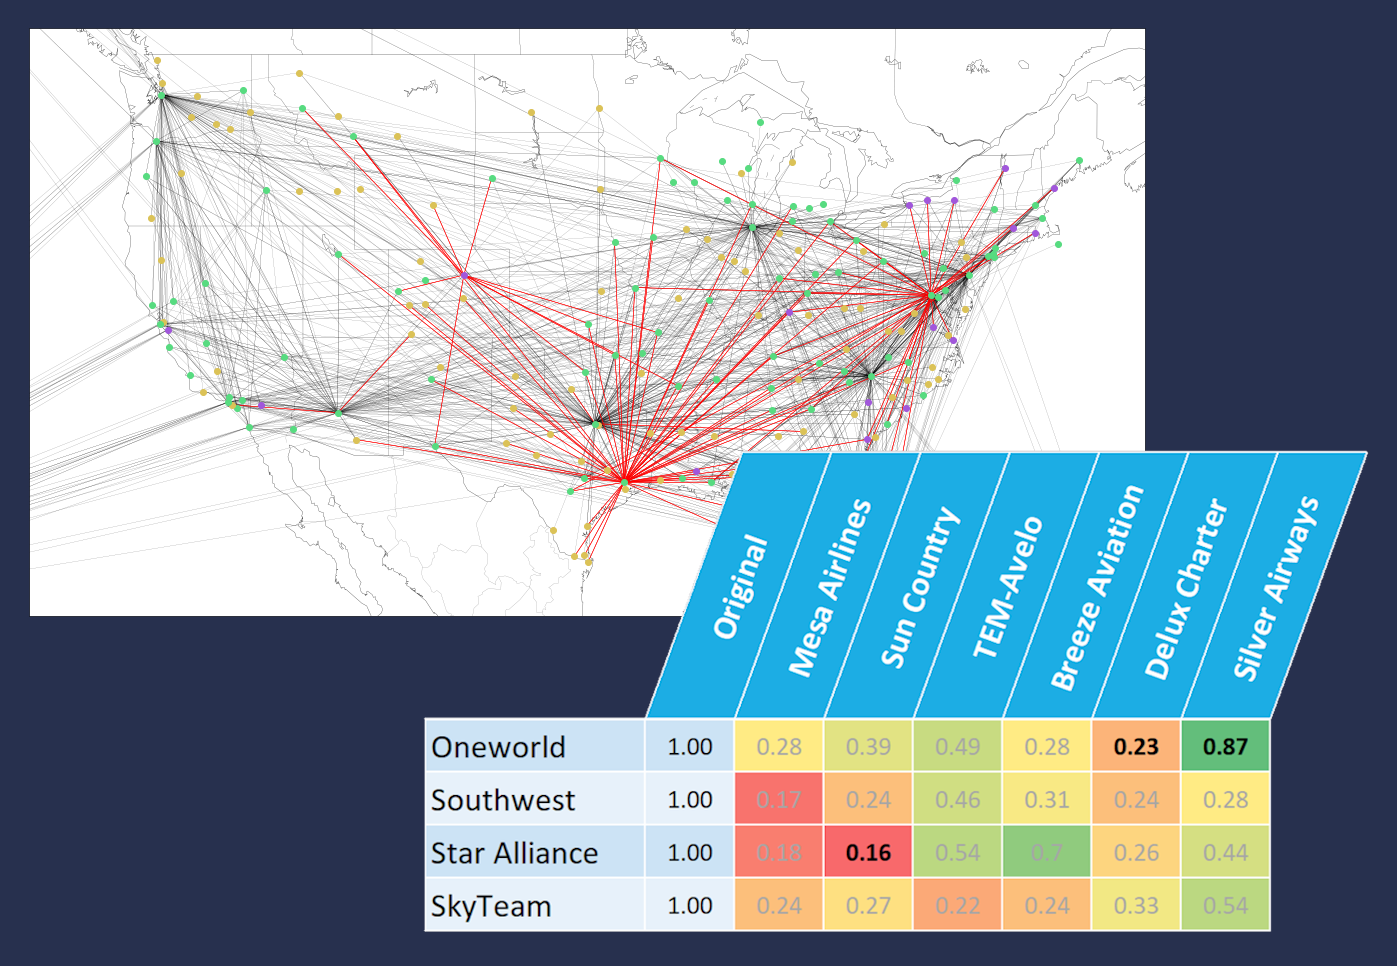 Original Mesa Airlines Sun Country TEM-Avelo Breeze Aviation Delux Charter Silver Airways
Oneworld 1.00 0.28 0.39 0.49 0.28 0.23 0.87
Southwest 1.00 0.17 0.24 0.46 0.31 0.24 0.28
Star Alliance 1.00 0.18 0.16 0.54 0.7 0.26 0.44
SkyTeam 1.00 0.24 0.27 0.22 0.24 0.33 0.54